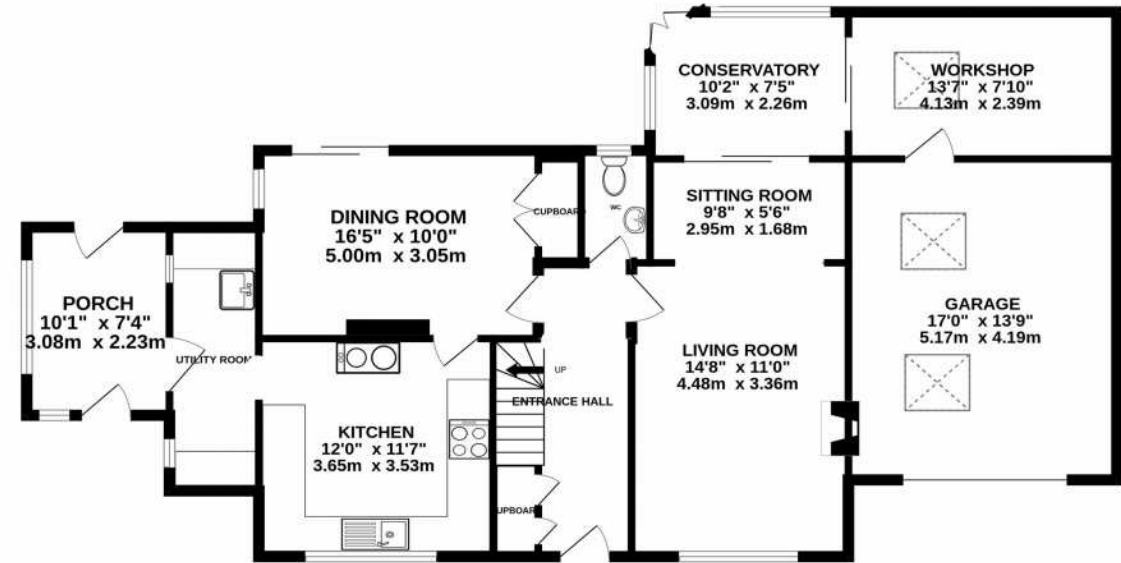 CONSERVATORY
10'2" x 7'5"
3.09m x 2.26m
WORKSHOP
13'7" x 7'10"
4.13m x 2.39m
DINING ROOM
16'5" x 10'0"
5.00m x 3.05m
CUPBOARD
WC
SITTING ROOM
9'8" x 5'6"
2.95m x 1.68m
PORCH
10'1" x 7'4"
3.08m x 2.23m
UTILITY ROOM
GARAGE
17'0" x 13'9"
5.17m x 4.19m
LIVING ROOM
14'8" x 11'0"
4.48m x 3.36m
UP
ENTRANCE HALL
KITCHEN
12'0" x 11'7"
3.65m x 3.53m
UPBOAR